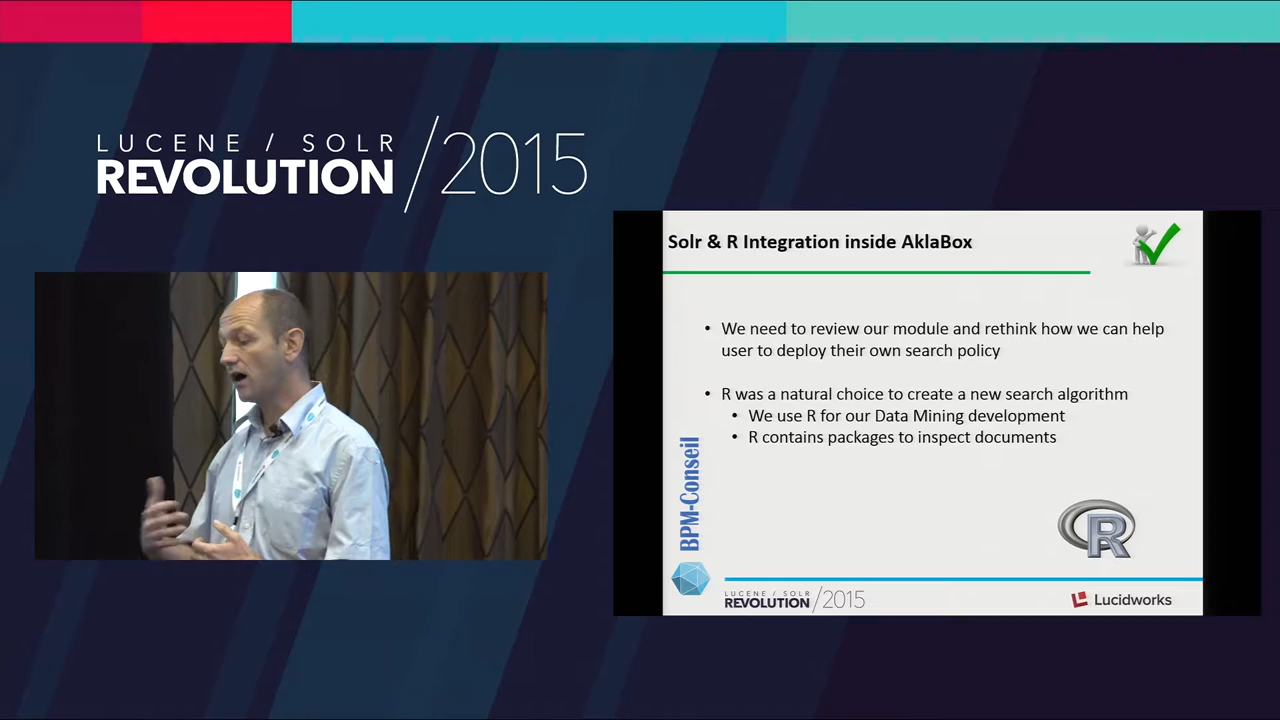 LUCENE / SOLR
REVOLUTION /2015
Solr & R Integration inside AklaBox
• We need to review our module and rethink how we can help
user to deploy their own search policy
• R was a natural choice to create a new search algorithm
• We use R for our Data Mining development
• R contains packages to inspect documents
BPM-Conseil
R
LUCENE / SOLR
REVOLUTION /2015
Lucidworks